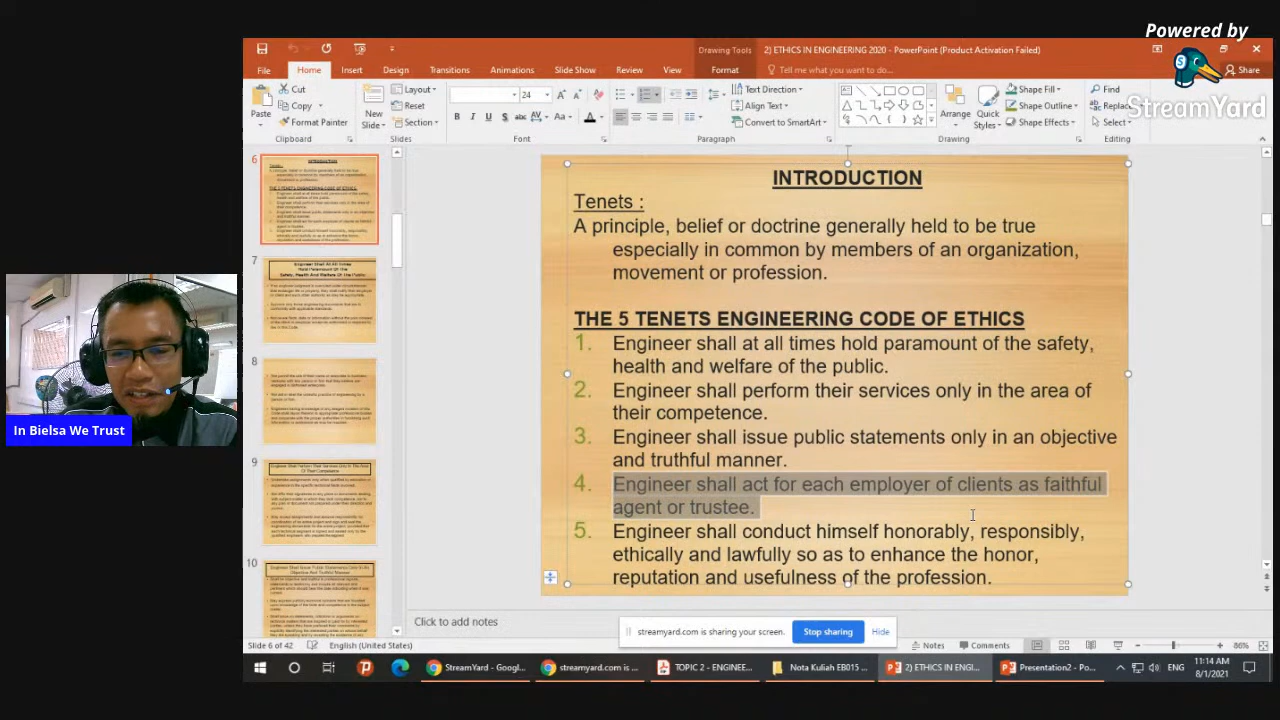 Powered by
StreamYard
2) ETHICS IN ENGINEERING 2020 - PowerPoint (Product Activation Failed)
Drawing Tools
File
Home
Insert
Design
Transitions
Animations
Slide Show
Review
View
Format
Tell me what you want to do...
Share
Paste
Cut
Copy
Format Painter
Clipboard
New
Slide
Layout
Reset
Section
Slides
24
Font
Text Direction
Align Text
Convert to SmartArt
Paragraph
Arrange
Quick
Styles
Shape Fill
Shape Outline
Shape Effects
Drawing
Find
Replace
Select
Editing
6
7
8
9
10
INTRODUCTION
Tenets :
A principle, belief or doctrine generally held to be true
especially in common by members of an organization,
movement or profession.
THE 5 TENETS ENGINEERING CODE OF ETHICS
1. Engineer shall at all times hold paramount of the safety,
health and welfare of the public.
2. Engineer shall perform their services only in the area of
their competence.
3. Engineer shall issue public statements only in an objective
and truthful manner.
4. Engineer shall act for each employer of clients as faithful
agent or trustee.
5. Engineer shall conduct himself honorably, responsibly,
ethically and lawfully so as to enhance the honor,
reputation and usefulness of the profession.
In Bielsa We Trust
Click to add notes
streamyard.com is sharing your screen.
Stop sharing
Hide
Slide 6 of 42
English (United States)
Notes
Comments
86%
StreamYard - Googl...
streamyard.com is ...
TOPIC 2 - ENGINEE...
Nota Kuliah EB015 ...
2) ETHICS IN ENGI...
Presentation2 - Po...
ENG
11:14 AM
8/1/2021